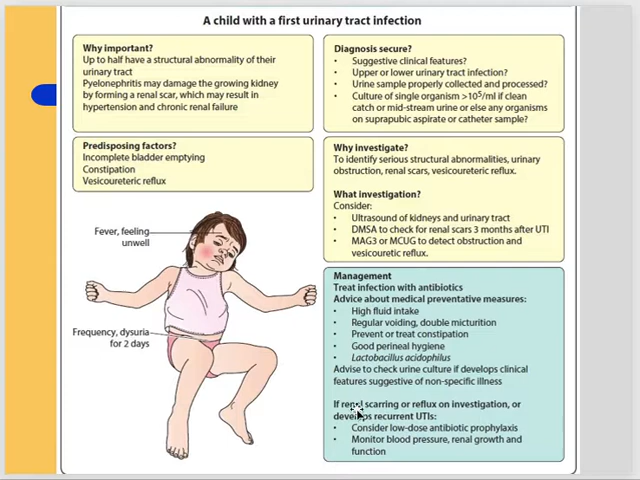 A child with a first urinary tract infection
Why important?
Up to half have a structural abnormality of their
urinary tract
Pyelonephritis may damage the growing kidney
by forming a renal scar, which may result in
hypertension and chronic renal failure
Predisposing factors?
Incomplete bladder emptying
Constipation
Vesicoureteric reflux
Fever, feeling
unwell
Frequency, dysuria
for 2 days
Diagnosis secure?
• Suggestive clinical features?
• Upper or lower urinary tract infection?
• Urine sample properly collected and processed?
• Culture of single organism >10⁵/ml if clean
catch or mid-stream urine or else any organisms
on suprapubic aspirate or catheter sample?
Why investigate?
To identify serious structural abnormalities, urinary
obstruction, renal scars, vesicoureteric reflux.
What investigation?
Consider:
• Ultrasound of kidneys and urinary tract
• DMSA to check for renal scars 3 months after UTI
• MAG3 or MCUG to detect obstruction and
vesicouretic reflux.
Management
Treat infection with antibiotics
Advice about medical preventative measures:
• High fluid intake
• Regular voiding, double micturition
• Prevent or treat constipation
• Good perineal hygiene
• Lactobacillus acidophilus
Advise to check urine culture if develops clinical
features suggestive of non-specific illness
If renal scarring or reflux on investigation, or
develops recurrent UTIs:
• Consider low-dose antibiotic prophylaxis
• Monitor blood pressure, renal growth and
function